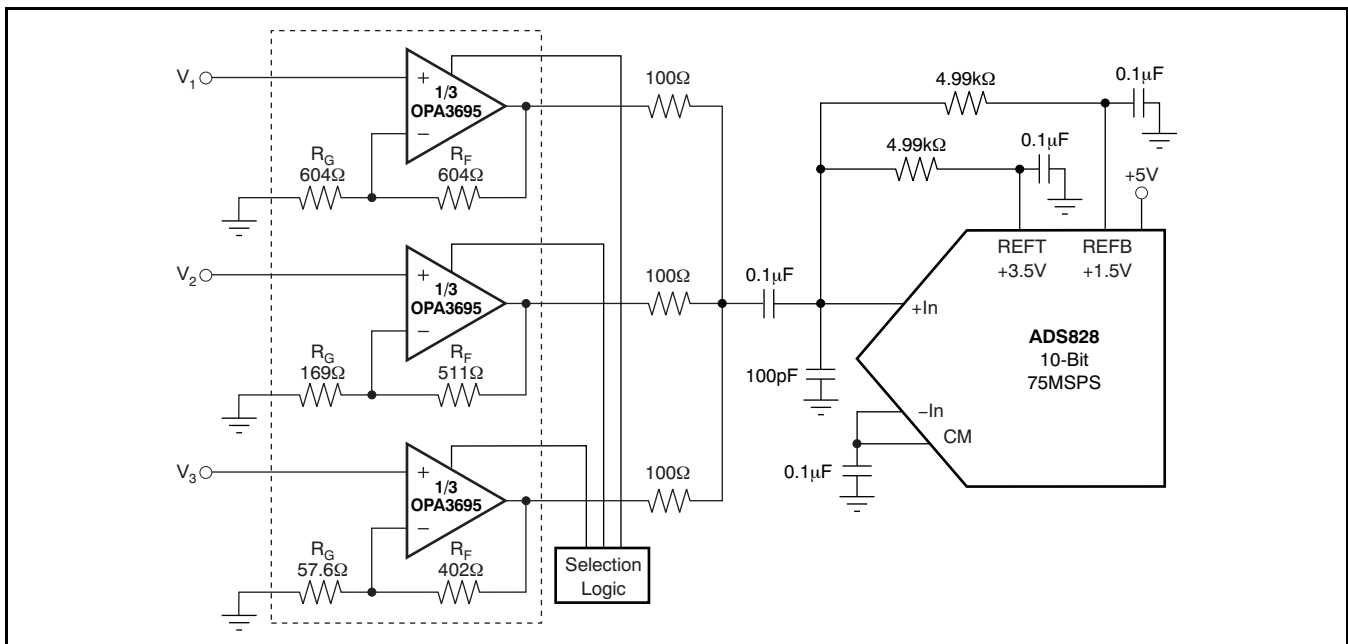 V1
+
1/3
OPA3695
−
RG
604Ω
RF
604Ω
100Ω
V2
+
1/3
OPA3695
−
RG
169Ω
RF
511Ω
100Ω
V3
+
1/3
OPA3695
−
RG
57.6Ω
RF
402Ω
100Ω
Selection
Logic
0.1μF
100pF
4.99kΩ
0.1μF
4.99kΩ
0.1μF
+5V
REFT
+3.5V
REFB
+1.5V
+In
ADS828
10-Bit
75MSPS
−In
CM
0.1μF